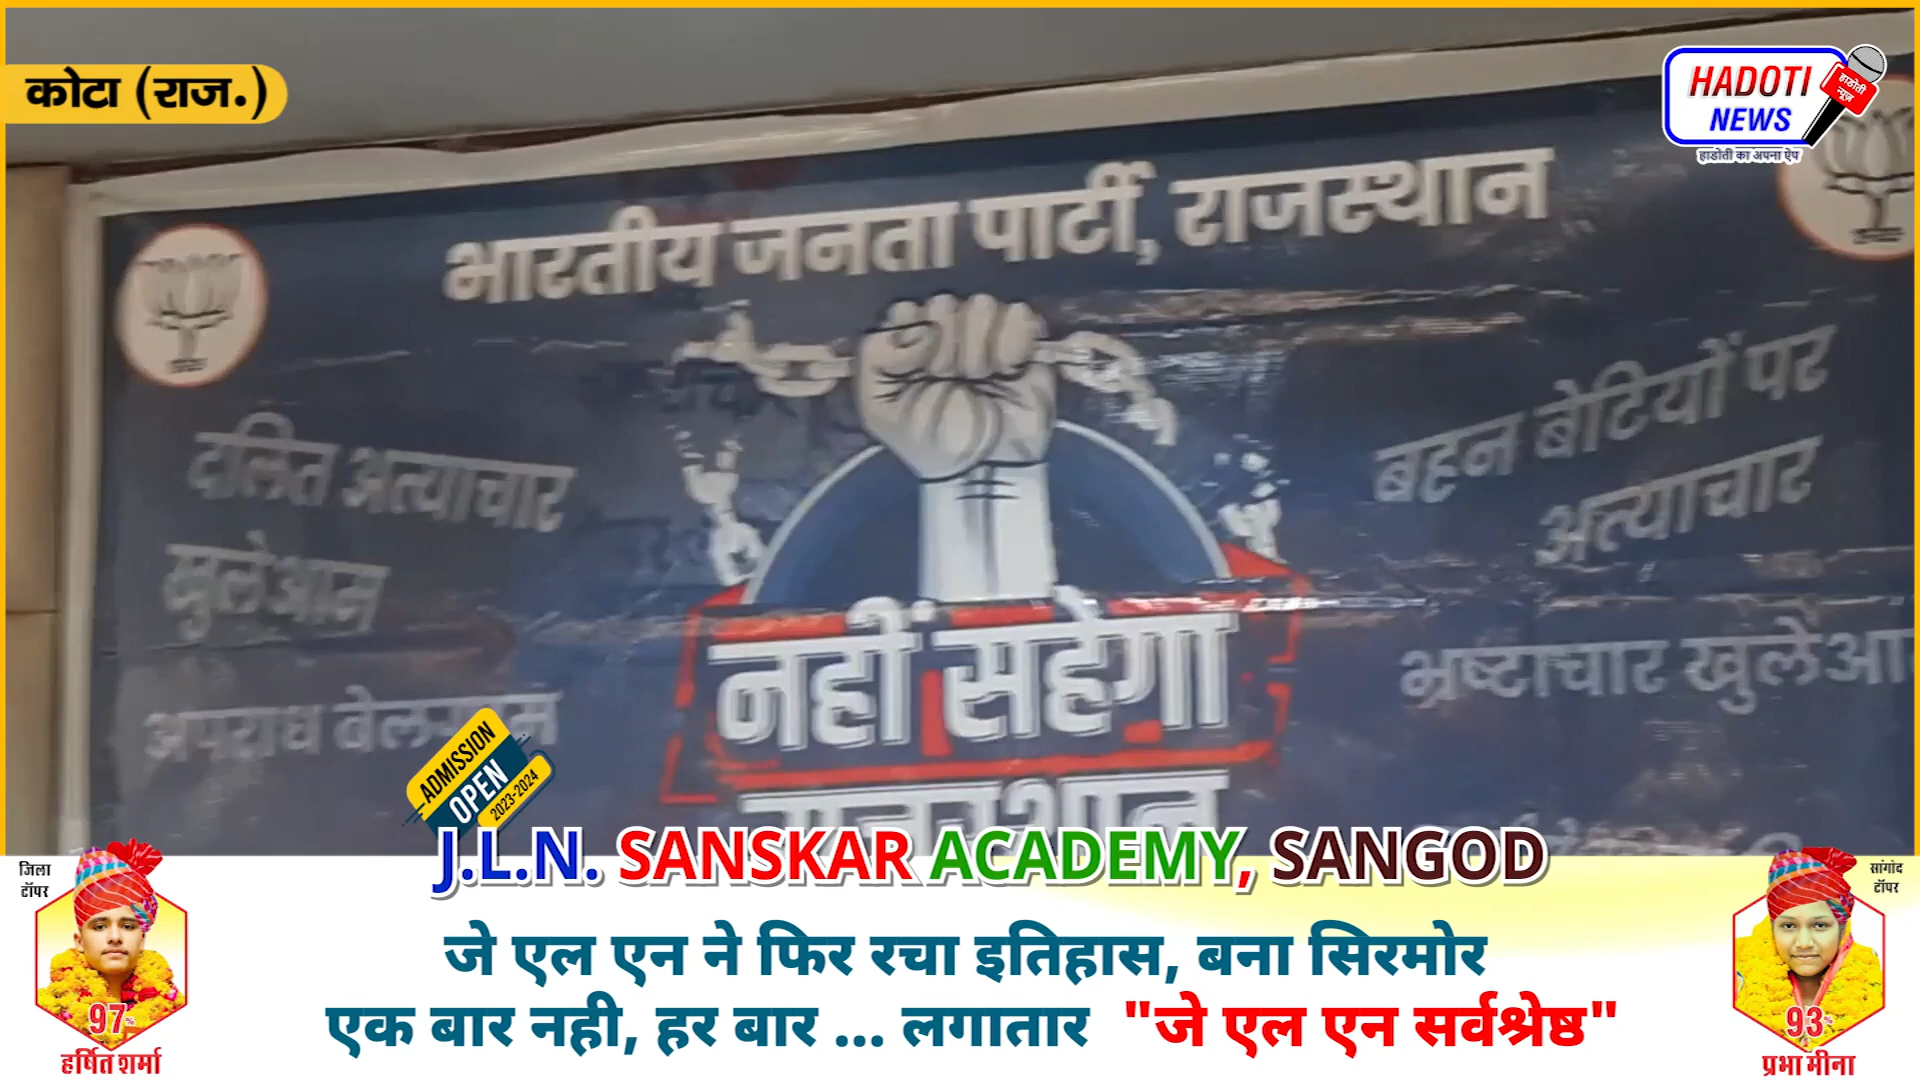 कोटा (राज.)
HADOTI
NEWS
हाडोती
न्यूज़
हाडोती का अपना ऐप
भारतीय जनता पार्टी, राजस्थान
दलित अत्याचार
खुलेआम
बहन बेटियों पर
अत्याचार
अपराध
नहीं सहेगा
राजस्थान
भ्रष्टाचार
ADMISSION
OPEN
2023-2024
J.L.N. SANSKAR ACADEMY, SANGOD
जिला
टॉपर
सांगोद
टॉपर
जे एल एन ने फिर रचा इतिहास, बना सिरमोर
एक बार नही, हर बार ... लगातार "जे एल एन सर्वश्रेष्ठ"
97%
हर्षित शर्मा
93%
प्रभा मीना